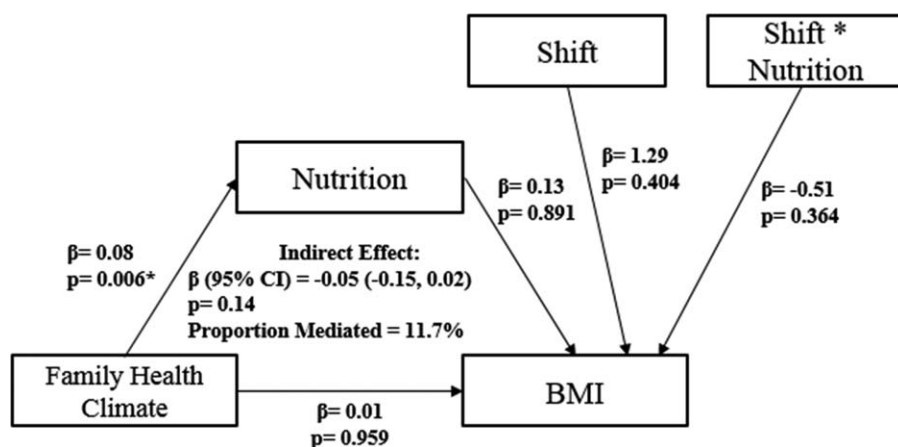 Shift
Shift *
Nutrition
Nutrition
β= 1.29
p= 0.404
β= 0.13
p= 0.891
β= -0.51
p= 0.364
β= 0.08
p= 0.006*
Indirect Effect:
β (95% CI) = -0.05 (-0.15, 0.02)
p= 0.14
Proportion Mediated = 11.7%
Family Health
Climate
BMI
β= 0.01
p= 0.959